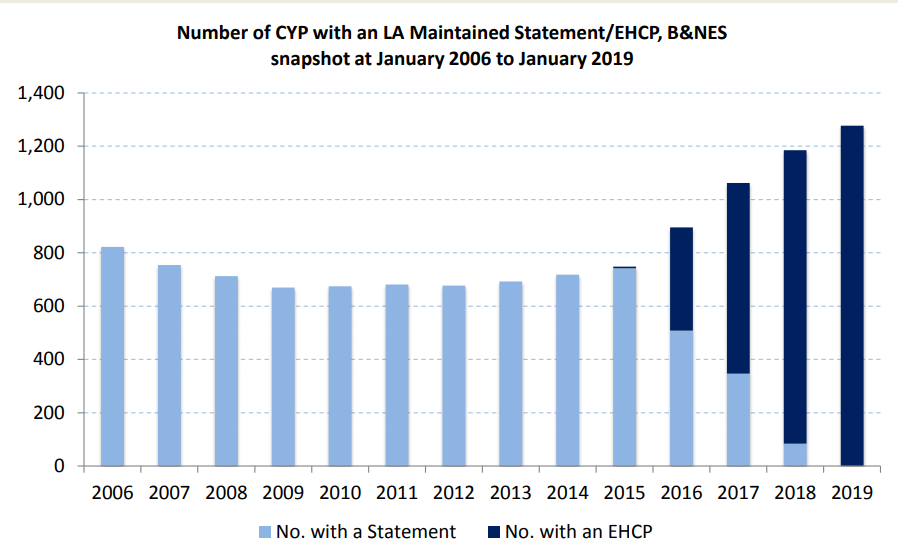 Number of CYP with an LA Maintained Statement/EHCP, B&NES
snapshot at January 2006 to January 2019
1,400
1,200
1,000
800
600
400
200
0
2006 2007 2008 2009 2010 2011 2012 2013 2014 2015 2016 2017 2018 2019
No. with a Statement No. with an EHCP